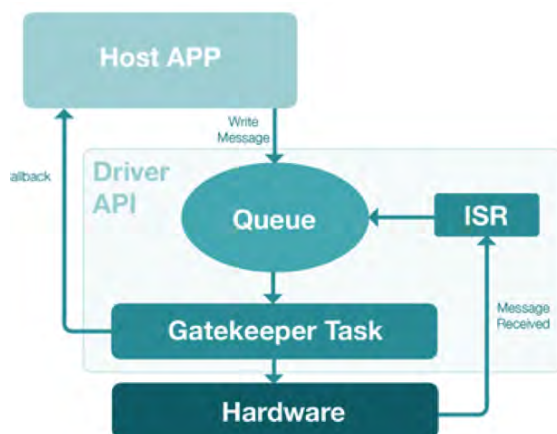 Host APP
Write
Message
allback
Driver
API
Queue
ISR
Message
Received
Gatekeeper Task
Hardware